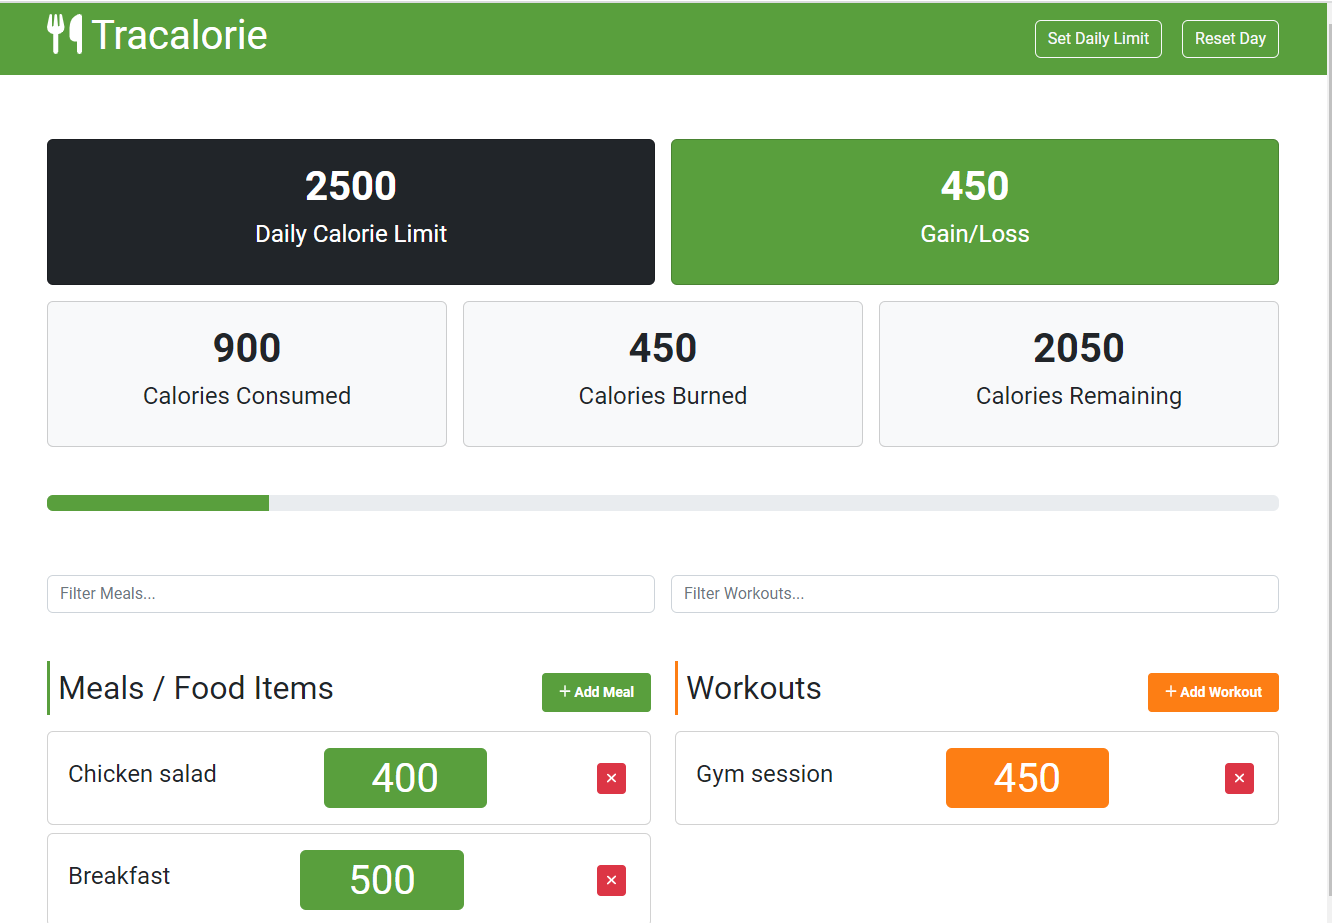 Tracalorie
Set Daily Limit
Reset Day
2500
Daily Calorie Limit
450
Gain/Loss
900
Calories Consumed
450
Calories Burned
2050
Calories Remaining
Filter Meals...
Filter Workouts...
Meals / Food Items
+ Add Meal
Chicken salad
400
Breakfast
500
Workouts
+ Add Workout
Gym session
450